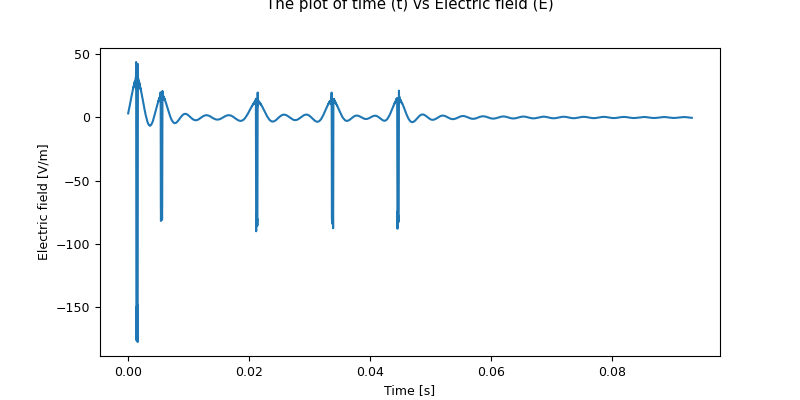 The plot of time (t) vs Electric field (E)
50
0
−50
−100
−150
Electric field [V/m]
0.00 0.02 0.04 0.06 0.08
Time [s]